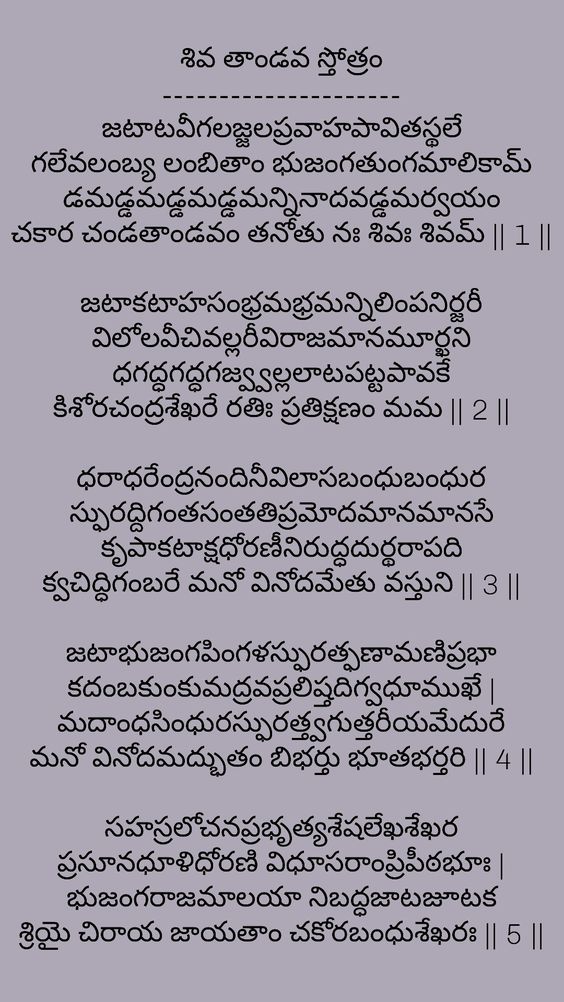 శివ తాండవ స్తోత్రం
---------------------
జటాటవీగలజ్జలప్రవాహపావితస్థలే
గలేవలంబ్య లంబితాం భుజంగతుంగమాలికామ్
డమడ్డమడ్డమడ్డమన్నినాదవడ్డమర్వయం
చకార చండతాండవం తనోతు నః శివః శివమ్ || 1 ||
జటాకటాహసంభ్రమభ్రమన్నిలింపనిర్జరీ
విలోలవీచివల్లరీవిరాజమానమూర్ధని
ధగద్ధగద్ధగజ్జ్వల్లలాటపట్టపావకే
కిశోరచంద్రశేఖరే రతిః ప్రతిక్షణం మమ || 2 ||
ధరాధరేంద్రనందినీవిలాసబంధుబంధుర
స్ఫురద్దిగంతసంతతిప్రమోదమానమానసే
కృపాకటాక్షధోరణీనిరుద్ధదుర్ధరాపది
క్వచిద్దిగంబరే మనో వినోదమేతు వస్తుని || 3 ||
జటాభుజంగపింగళస్ఫురత్ఫణామణిప్రభా
కదంబకుంకుమద్రవప్రలిప్తదిగ్వధూముఖే |
మదాంధసింధురస్ఫురత్త్వగుత్తరీయమేదురే
మనో వినోదమద్భుతం బిభర్తు భూతభర్తరి || 4 ||
సహస్రలోచనప్రభృత్యశేషలేఖశేఖర
ప్రసూనధూళిధోరణి విధూసరాంఘ్రిపీఠభూః |
భుజంగరాజమాలయా నిబద్ధజాటజూటక
శ్రియై చిరాయ జాయతాం చకోరబంధుశేఖరః || 5 ||